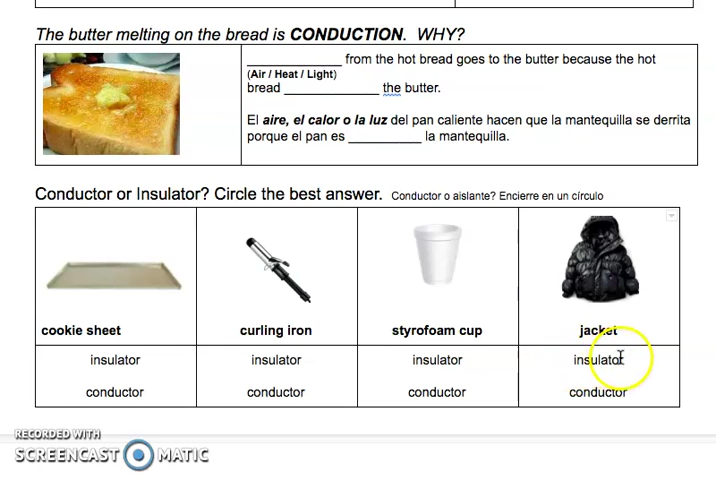 The butter melting on the bread is CONDUCTION. WHY?
____________ from the hot bread goes to the butter because the hot
(Air / Heat / Light)
bread ____________ the butter.
El aire, el calor o la luz del pan caliente hacen que la mantequilla se derrita
porque el pan es _________ la mantequilla.
Conductor or Insulator? Circle the best answer. Conductor o aislante? Encierre en un círculo
cookie sheet curling iron styrofoam cup jacket
insulator insulator insulator insulator
conductor conductor conductor conductor
RECORDED WITH
SCREENCAST MATIC